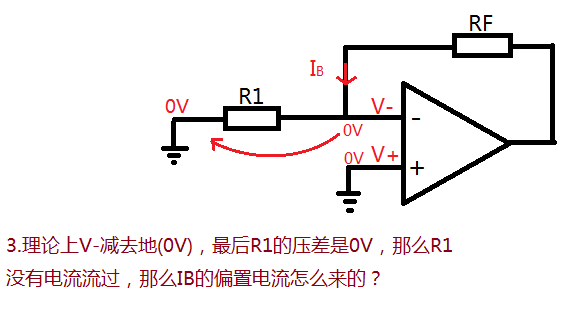 RF
IB
R1
0V
V-
-
0V
0V
V+
+
3.理论上V-减去地(0V)，最后R1的压差是0V，那么R1
没有电流流过，那么IB的偏置电流怎么来的？